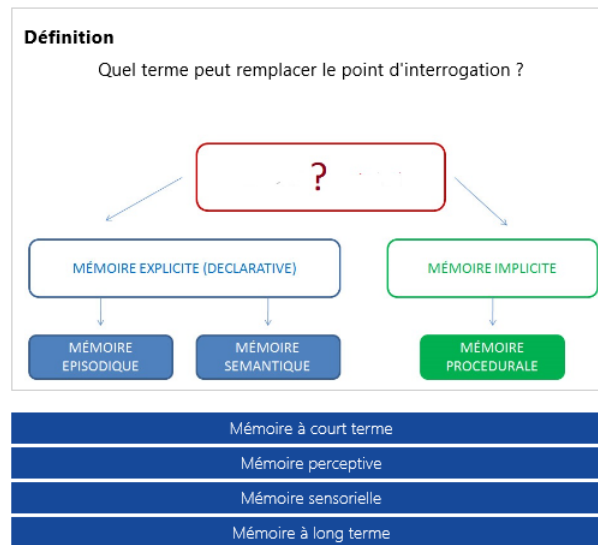 Définition
Quel terme peut remplacer le point d'interrogation ?
?
MÉMOIRE EXPLICITE (DECLARATIVE)
MÉMOIRE IMPLICITE
MÉMOIRE
EPISODIQUE
MÉMOIRE
SEMANTIQUE
MÉMOIRE
PROCEDURALE
Mémoire à court terme
Mémoire perceptive
Mémoire sensorielle
Mémoire à long terme